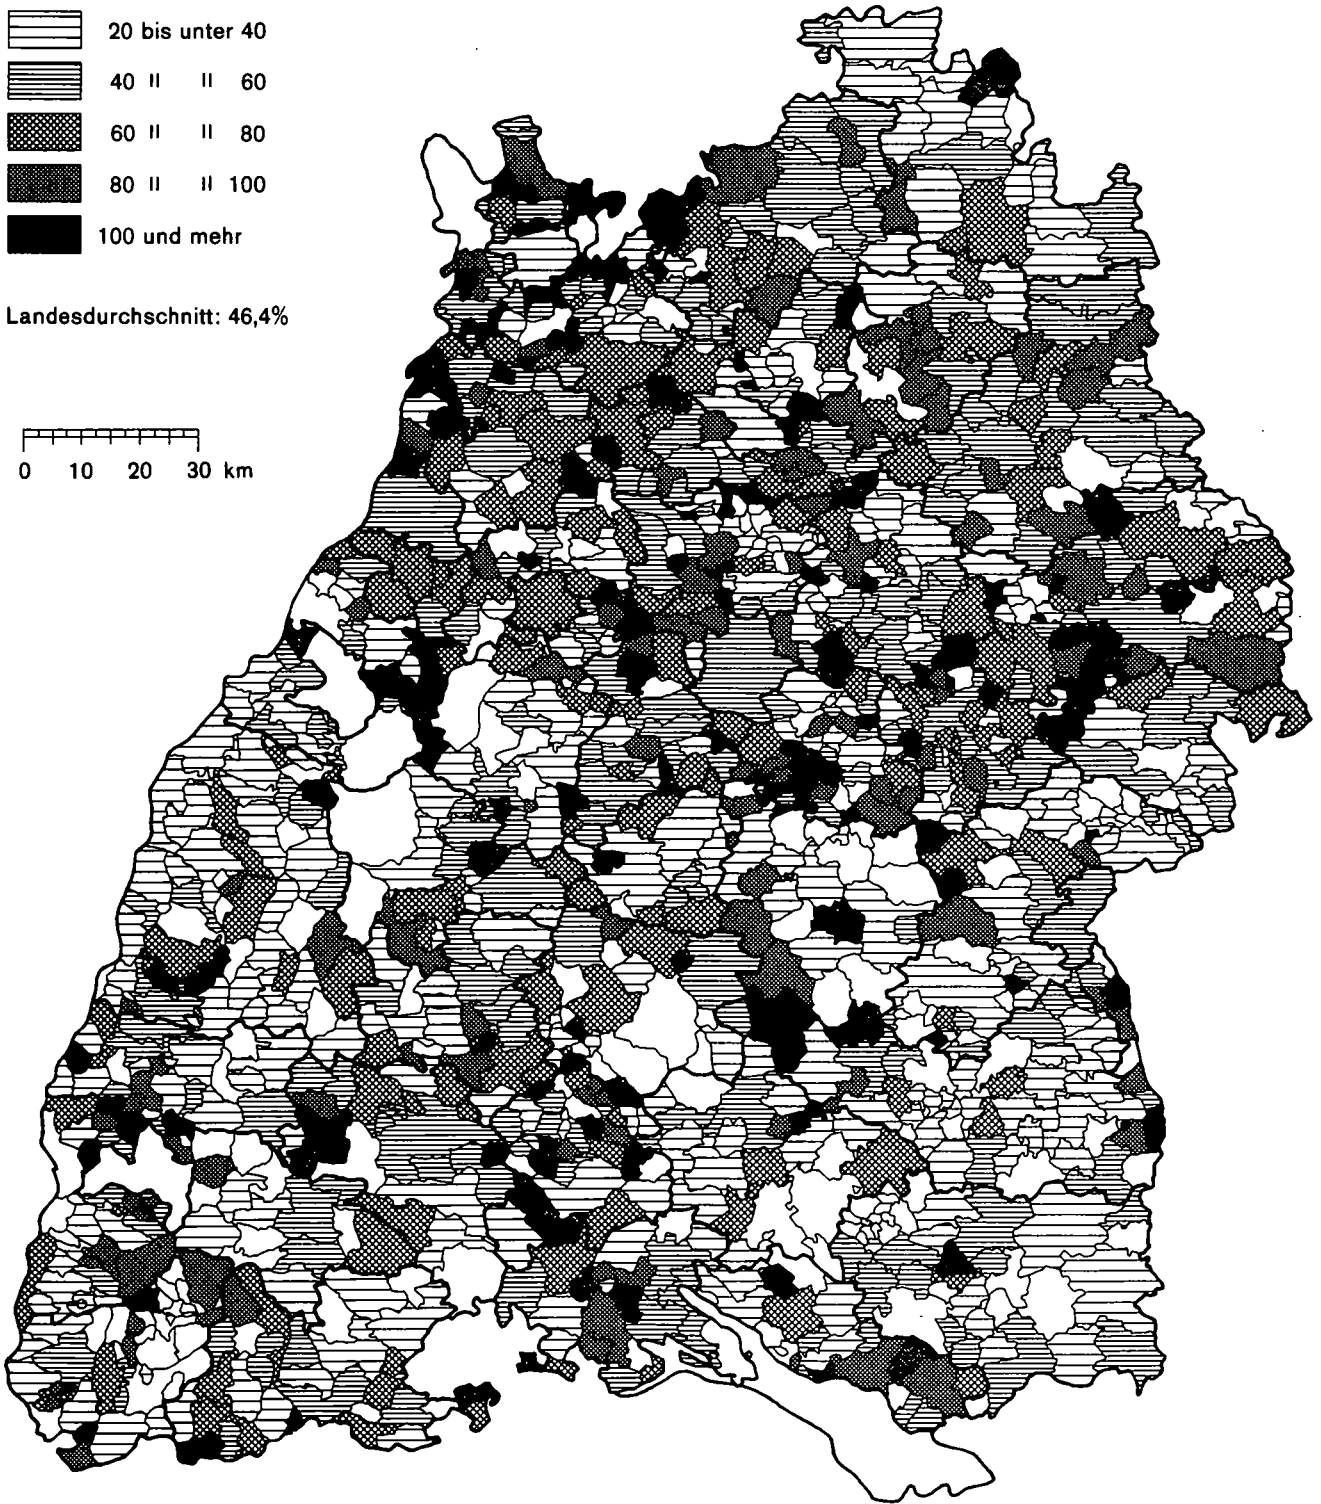 20 bis unter 40
40 " " 60
60 " " 80
80 " " 100
100 und mehr
Landesdurchschnitt: 46,4%
0 10 20 30 km